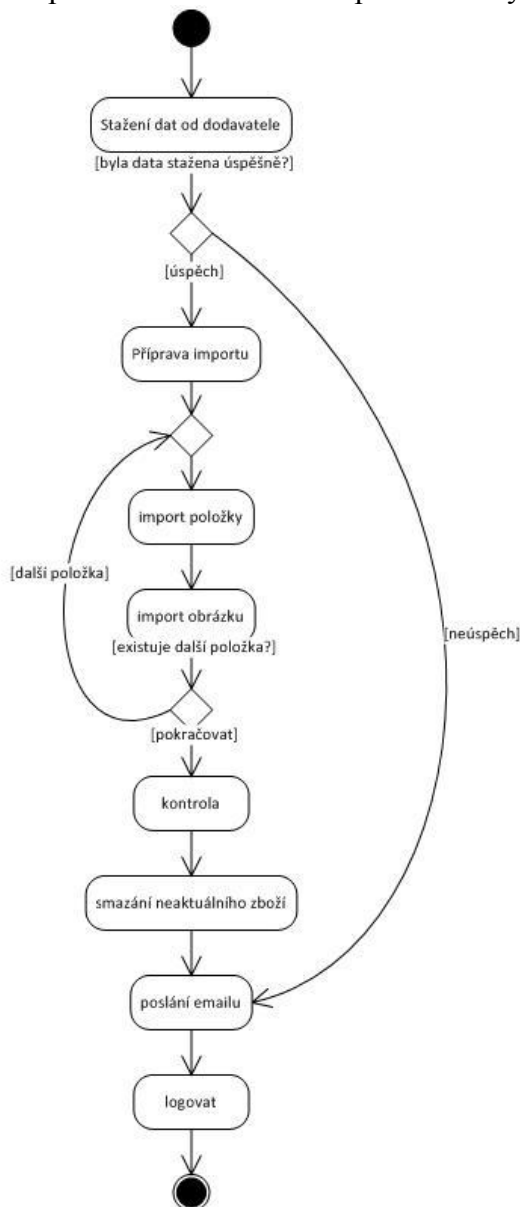 Stažení dat od dodavatele
[byla data stažena úspěšně?]
[úspěch]
Příprava importu
import položky
[další položka]
import obrázku
[existuje další položka?]
[neúspěch]
[pokračovat]
kontrola
smazání neaktuálního zboží
poslání emailu
logovat